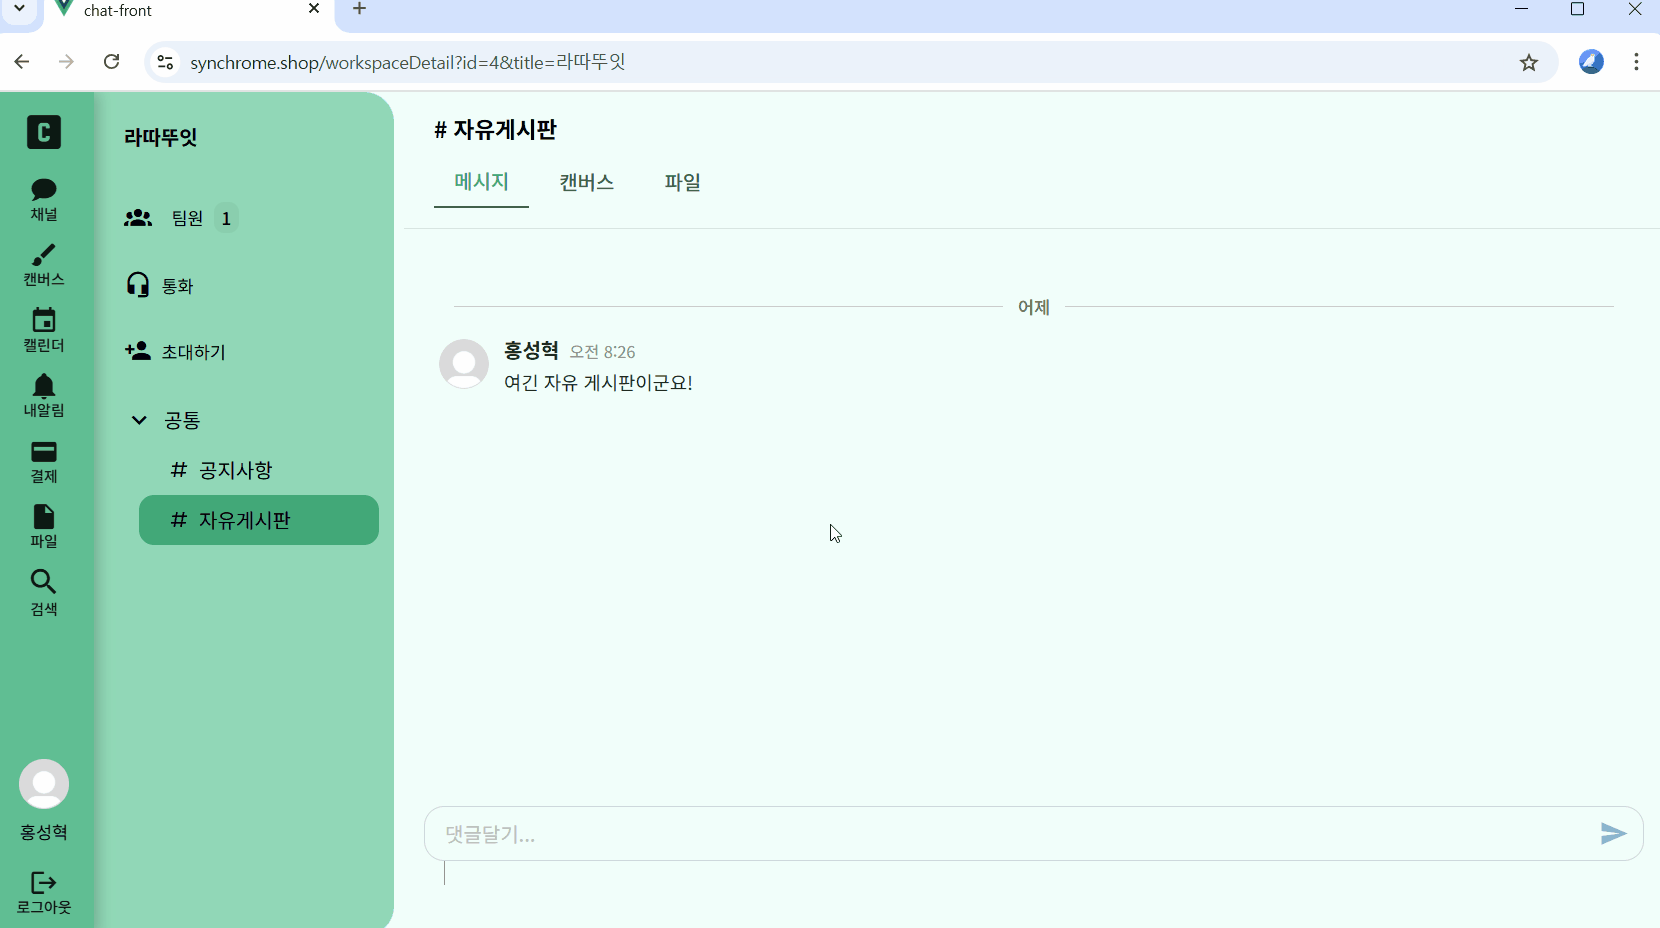 chat-front
synchrome.shop/workspaceDetail?id=4&title=라따뚜잇
C
채널
캔버스
캘린더
내알림
결제
파일
검색
홍성혁
로그아웃
라따뚜잇
팀원 1
통화
초대하기
공통
# 공지사항
# 자유게시판
# 자유게시판
메시지 캔버스 파일
어제
홍성혁 오전 8:26
여긴 자유 게시판이군요!
댓글달기...